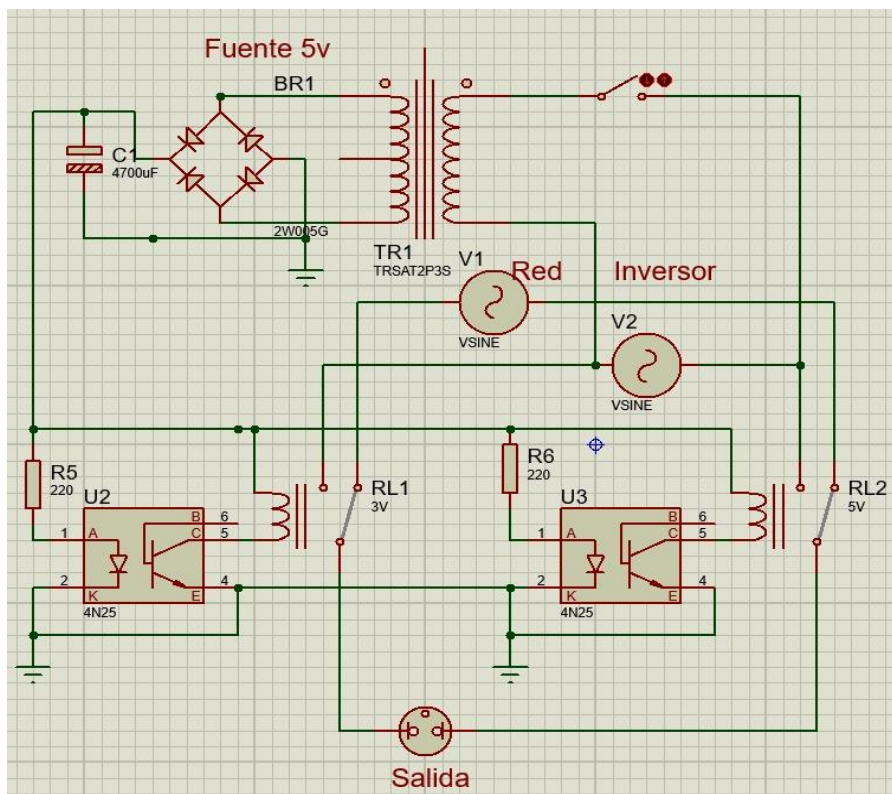 Fuente 5v
BR1
C1
4700uF
2W005G
TR1
TRSAT2P3S
V1
Red
Inversor
VSINE
V2
VSINE
R5
220
U2
1
A
2
K
B
6
C
5
E
4
4N25
RL1
3V
R6
220
U3
1
A
2
K
B
6
C
5
E
4
4N25
RL2
5V
Salida